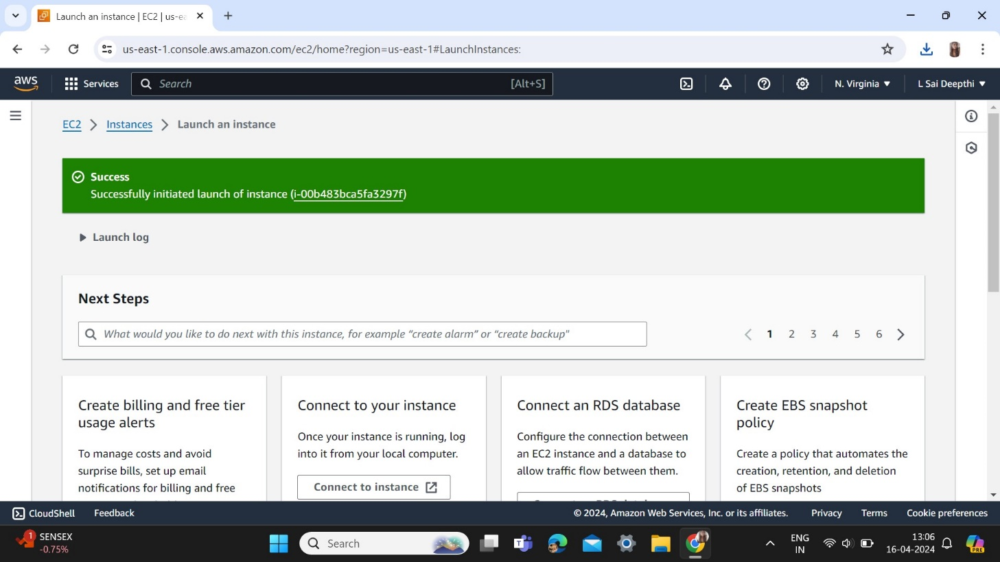 Launch an instance | EC2 | us-ea
us-east-1.console.aws.amazon.com/ec2/home?region=us-east-1#LaunchInstances:
aws
Services
Search
[Alt+S]
N. Virginia
L Sai Deepthi
EC2
Instances
Launch an instance
Success
Successfully initiated launch of instance (i-00b483bca5fa3297f)
Launch log
Next Steps
What would you like to do next with this instance, for example “create alarm” or “create backup”
1 2 3 4 5 6
Create billing and free tier
usage alerts
To manage costs and avoid
surprise bills, set up email
notifications for billing and free
Connect to your instance
Once your instance is running, log
into it from your local computer.
Connect to instance
Connect an RDS database
Configure the connection between
an EC2 instance and a database to
allow traffic flow between them.
Create EBS snapshot
policy
Create a policy that automates the
creation, retention, and deletion
of EBS snapshots
CloudShell
Feedback
© 2024, Amazon Web Services, Inc. or its affiliates.
Privacy
Terms
Cookie preferences
1
SENSEX
-0.75%
Search
ENG
IN
13:06
16-04-2024
PRE